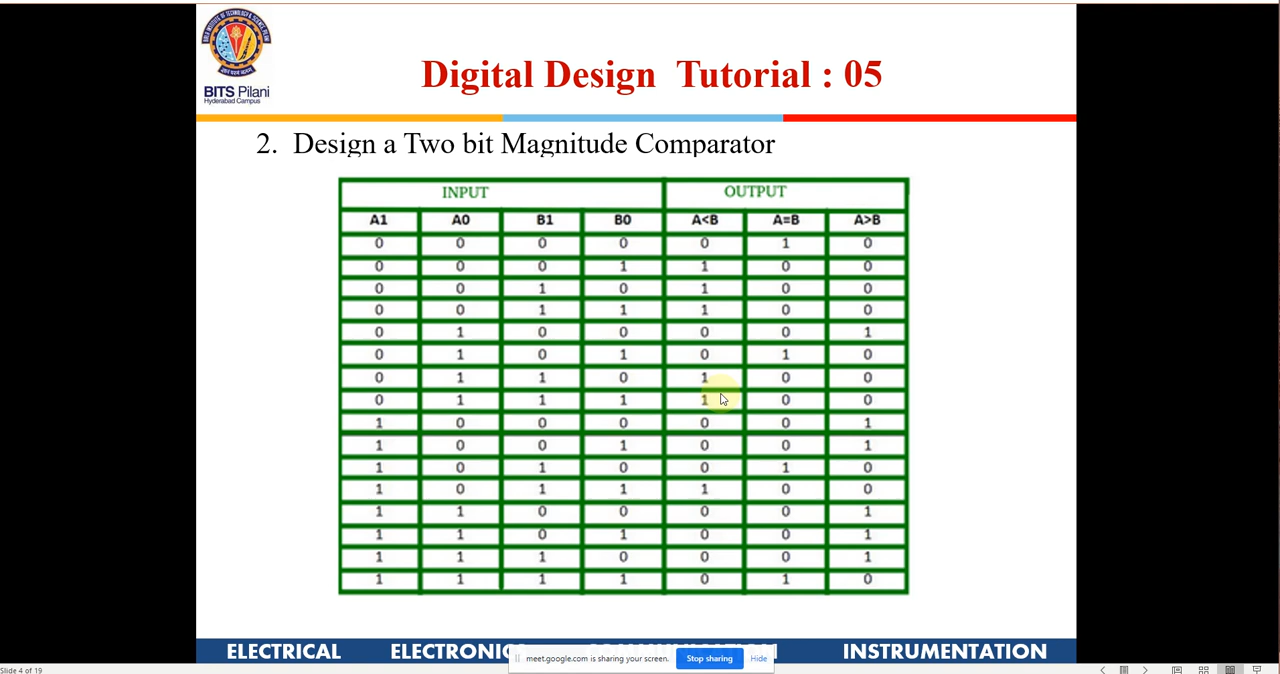 BITS Pilani
Hyderabad Campus
Digital Design Tutorial : 05
2. Design a Two bit Magnitude Comparator
INPUT OUTPUT
A1 A0 B1 B0 A<B A=B A>B
0 0 0 0 0 1 0
0 0 0 1 1 0 0
0 0 1 0 1 0 0
0 0 1 1 1 0 0
0 1 0 0 0 0 1
0 1 0 1 0 1 0
0 1 1 0 1 0 0
0 1 1 1 1 0 0
1 0 0 0 0 0 1
1 0 0 1 0 0 1
1 0 1 0 0 1 0
1 0 1 1 1 0 0
1 1 0 0 0 0 1
1 1 0 1 0 0 1
1 1 1 0 0 0 1
1 1 1 1 0 1 0
ELECTRICAL INSTRUMENTATION
meet.google.com is sharing your screen. Stop sharing Hide
Slide 4 of 19